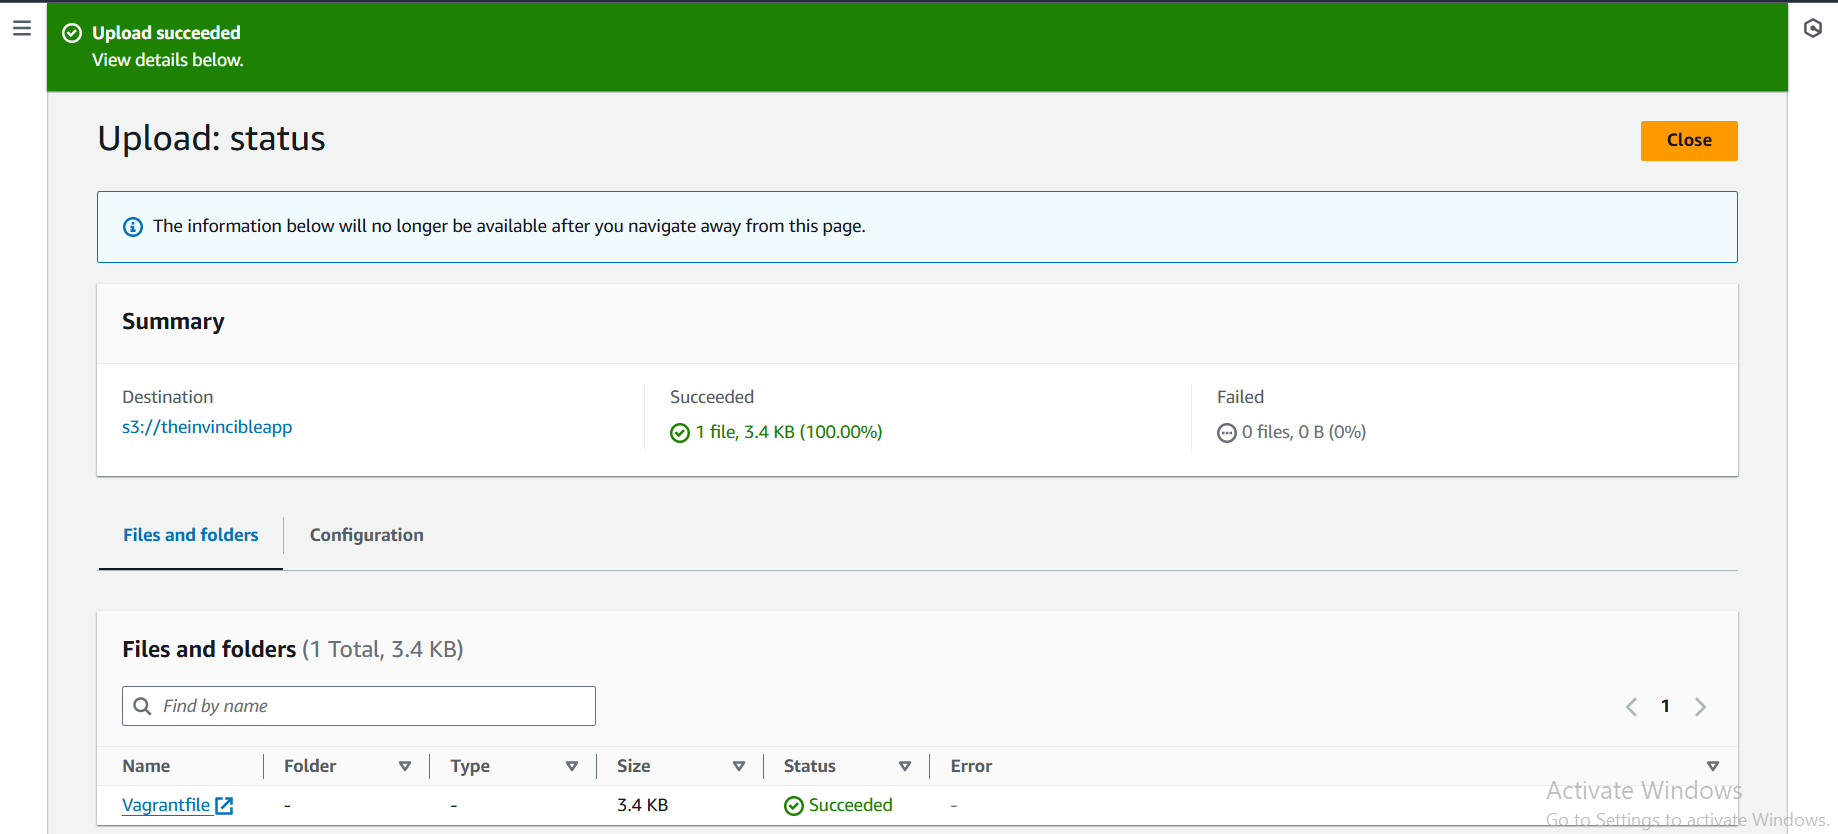 Upload succeeded
View details below.
Upload: status
Close
The information below will no longer be available after you navigate away from this page.
Summary
Destination
s3://theinvincibleapp
Succeeded
1 file, 3.4 KB (100.00%)
Failed
0 files, 0 B (0%)
Files and folders
Configuration
Files and folders (1 Total, 3.4 KB)
Find by name
1
Name Folder Type Size Status Error
Vagrantfile - - 3.4 KB Succeeded -
Activate Windows
Go to Settings to activate Windows.